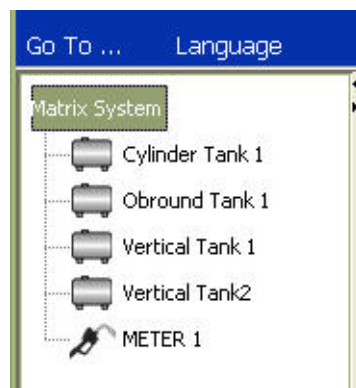 Go To ... Language
Matrix System
Cylinder Tank 1
Obround Tank 1
Vertical Tank 1
Vertical Tank2
METER 1